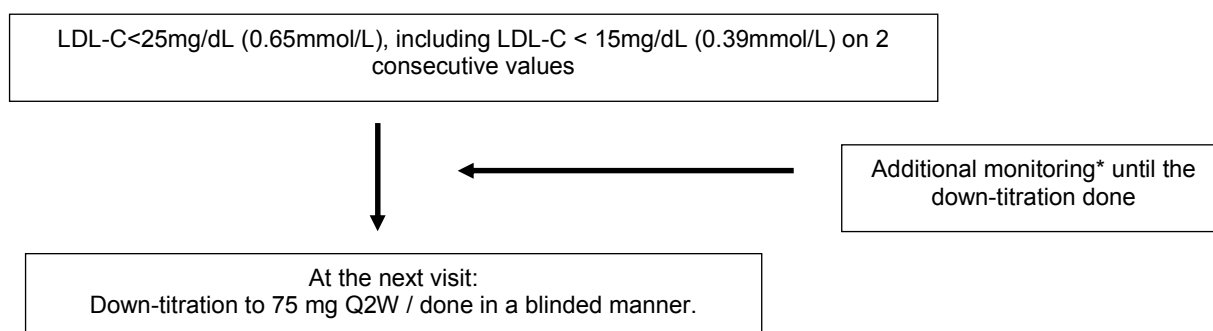 LDL-C<25mg/dL (0.65mmol/L), including LDL-C < 15mg/dL (0.39mmol/L) on 2
consecutive values
Additional monitoring* until the
down-titration done
At the next visit:
Down-titration to 75 mg Q2W / done in a blinded manner.